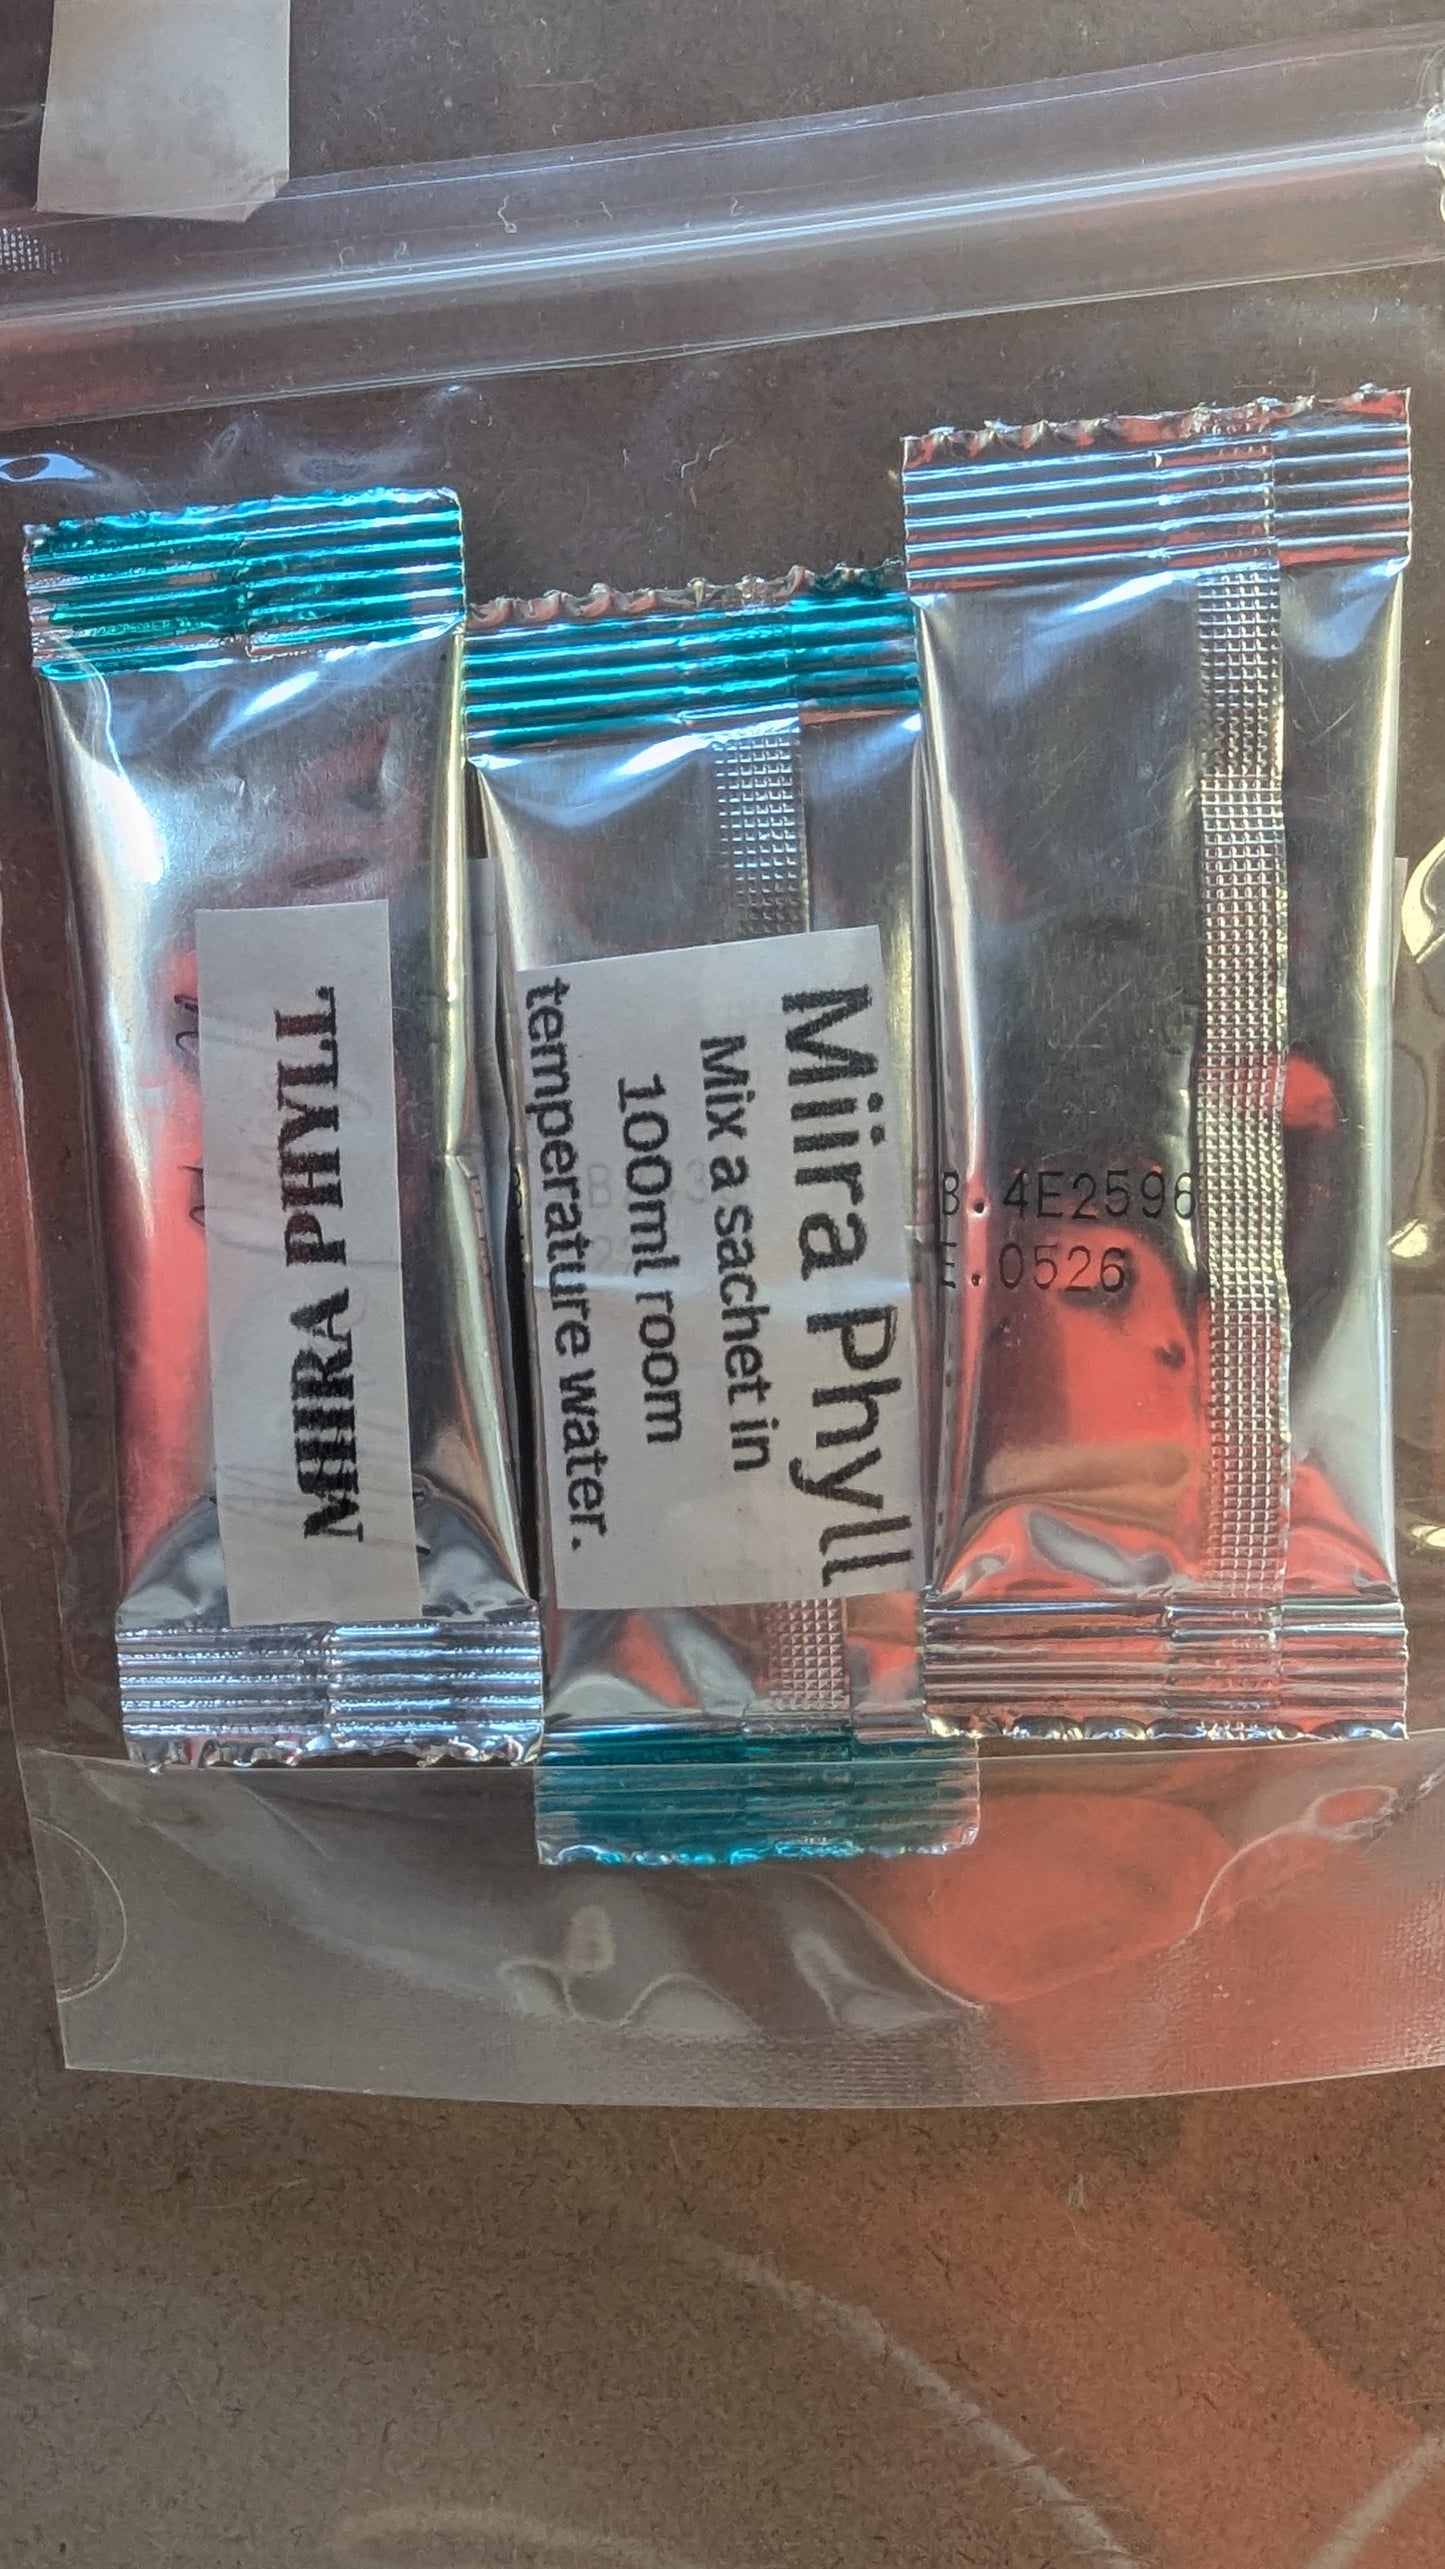 MIIRA PHYLL
Miira Phyll
Mix a sachet in
100ml room
temperature water.
B.4E2596
E.0526